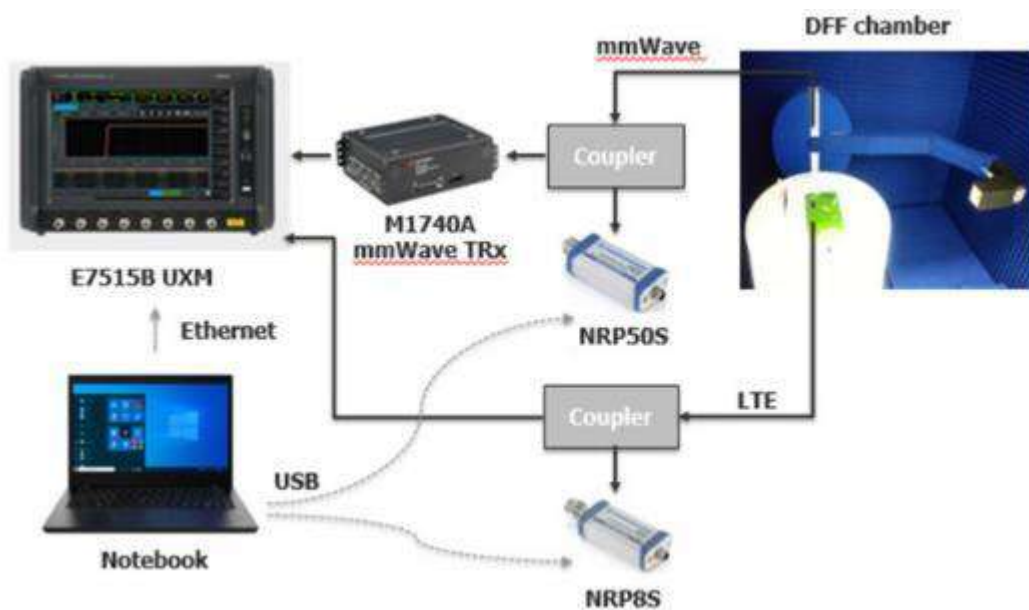 DFF chamber
mmWave
Coupler
M1740A
mmWave TRx
E7515B UXM
NRP50S
Ethernet
Coupler
LTE
USB
Notebook
NRP8S